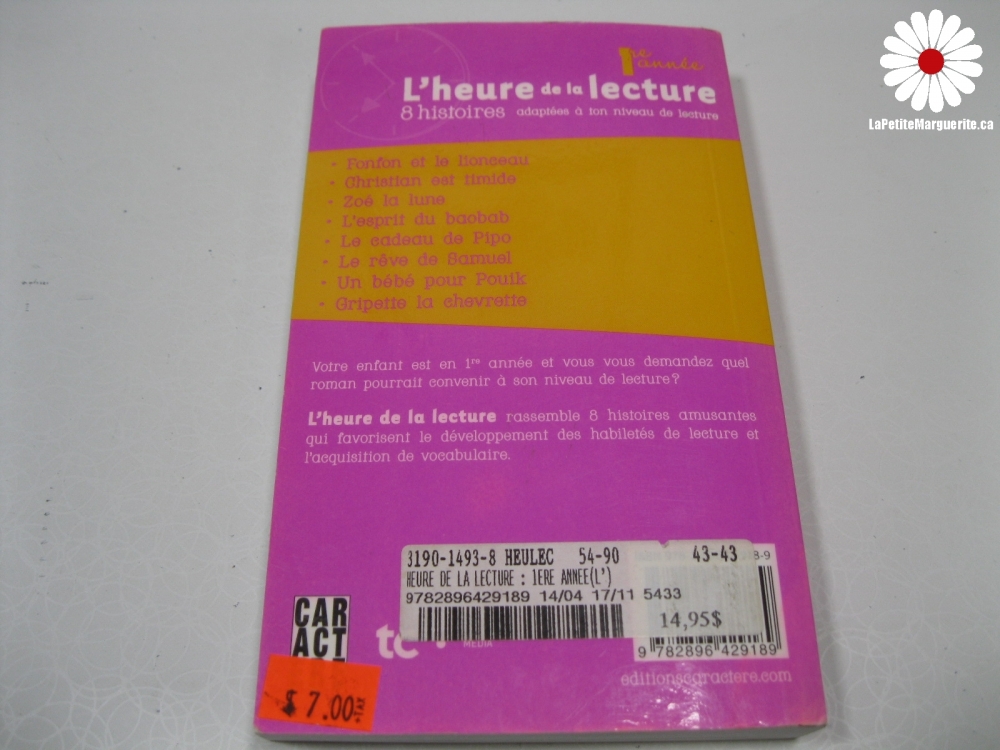 LaPetiteMarguerite.ca
1re
année
L'heure de la lecture
8 histoires adaptées à ton niveau de lecture
• Fonfon et le lionceau
• Christian est timide
• Zoé la lune
• L'esprit du baobab
• Le cadeau de Pipo
• Le rêve de Samuel
• Un bébé pour Pouik
• Gripette la chevrette
Votre enfant est en 1re année et vous vous demandez quel
roman pourrait convenir à son niveau de lecture ?
L'heure de la lecture rassemble 8 histoires amusantes
qui favorisent le développement des habiletés de lecture et
l'acquisition de vocabulaire.
3190-1493-8 HEULEC 54-90 43-43 8-9
HEURE DE LA LECTURE : 1ERE ANNEE(L')
9782896429189 14/04 17/11 5433
14,95$
CAR
ACT
tc
MEDIA
9 782896 429189
editionscaractere.com
$ 7.00 +TAX